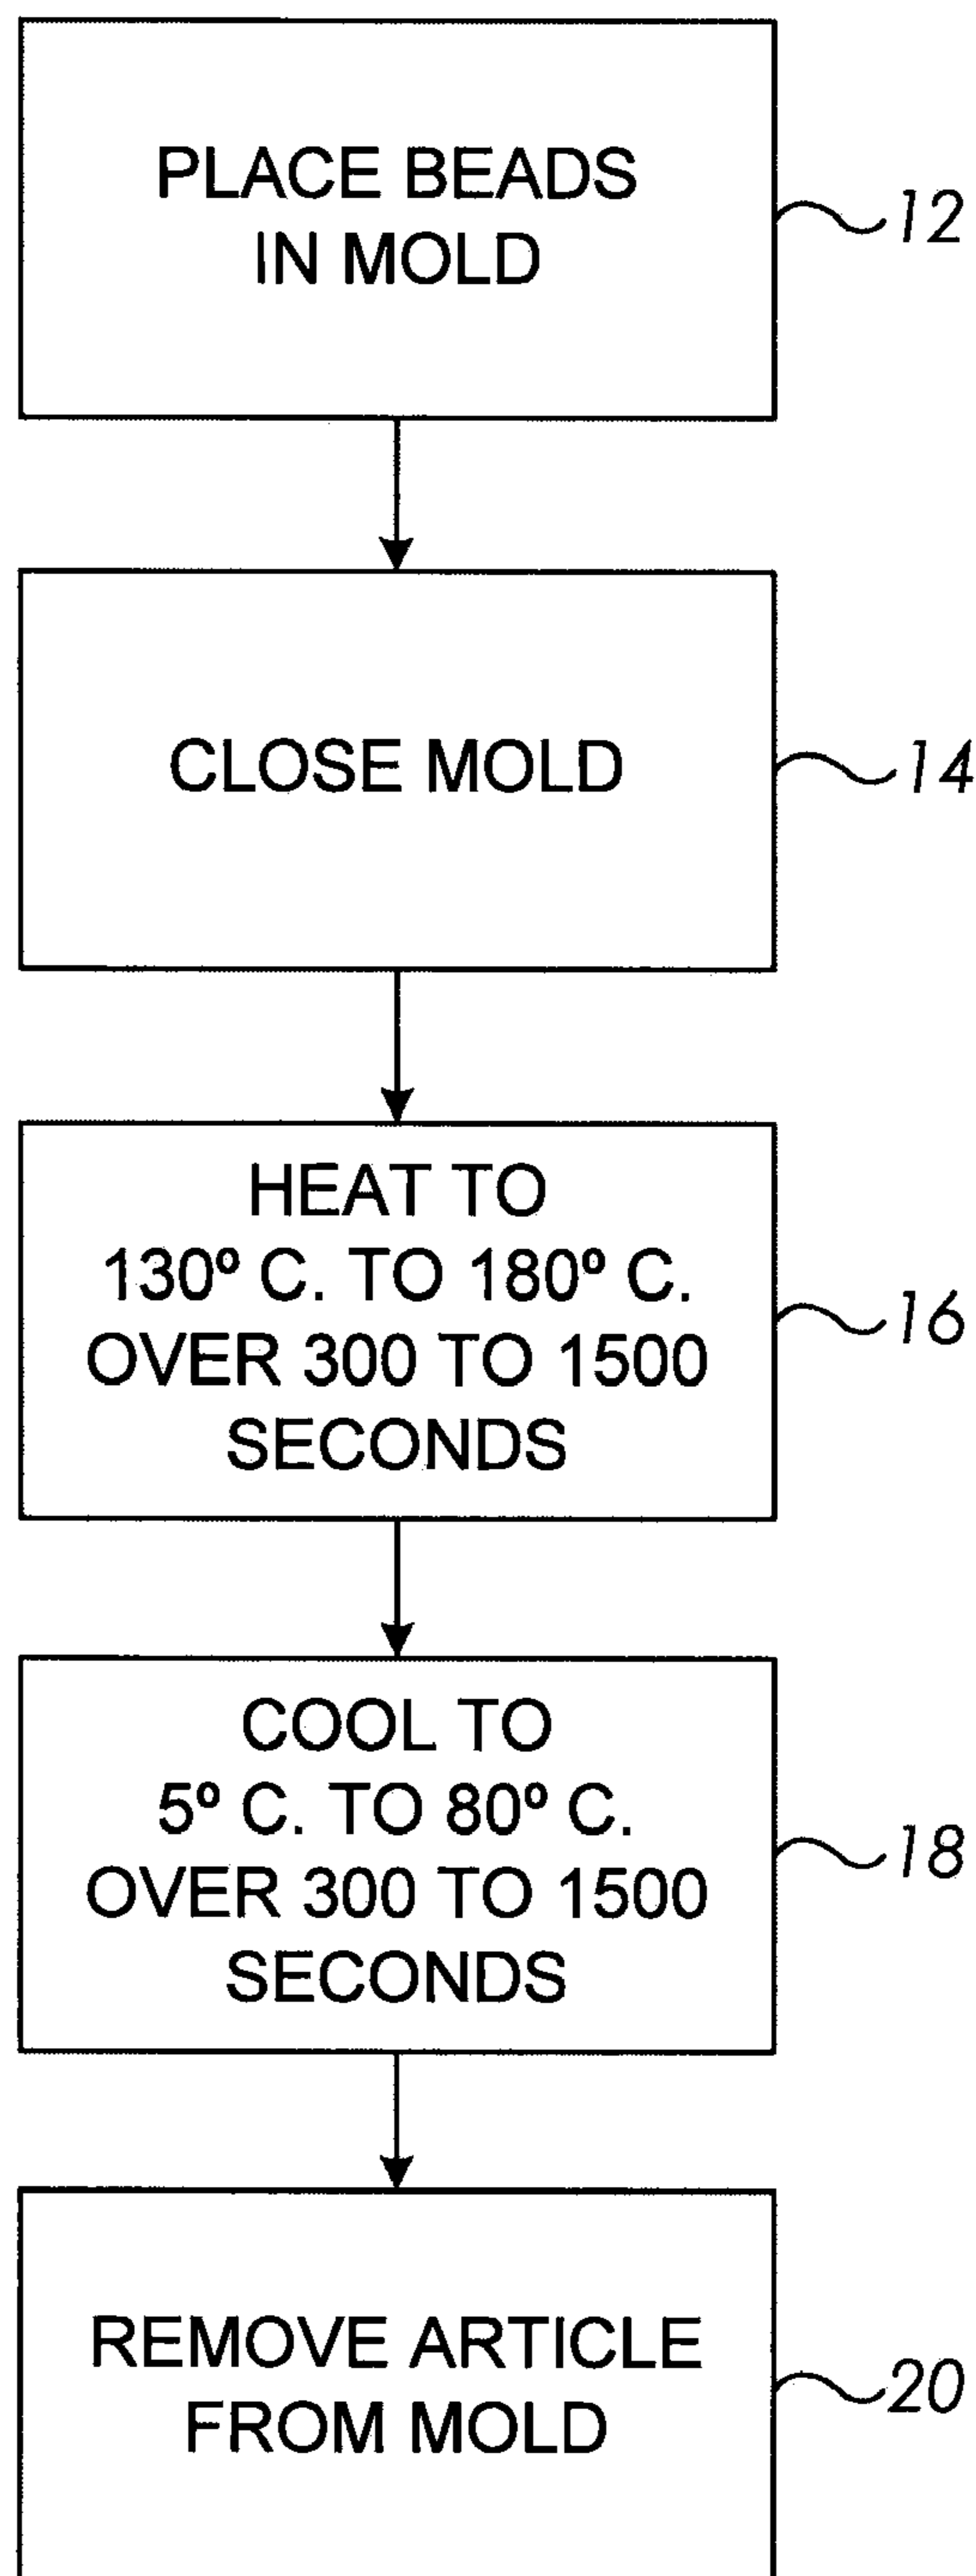 PLACE BEADS
IN MOLD
12
CLOSE MOLD
14
HEAT TO
130º C. TO 180º C.
OVER 300 TO 1500
SECONDS
16
COOL TO
5º C. TO 80º C.
OVER 300 TO 1500
SECONDS
18
REMOVE ARTICLE
FROM MOLD
20